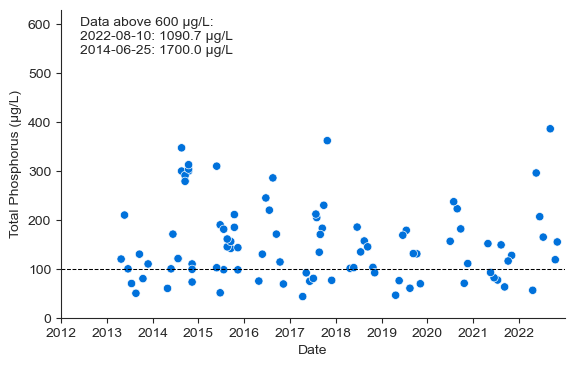 Data above 600 µg/L:
2022-08-10: 1090.7 µg/L
2014-06-25: 1700.0 µg/L
600
500
400
300
200
100
0
Total Phosphorus (µg/L)
2012 2013 2014 2015 2016 2017 2018 2019 2020 2021 2022
Date